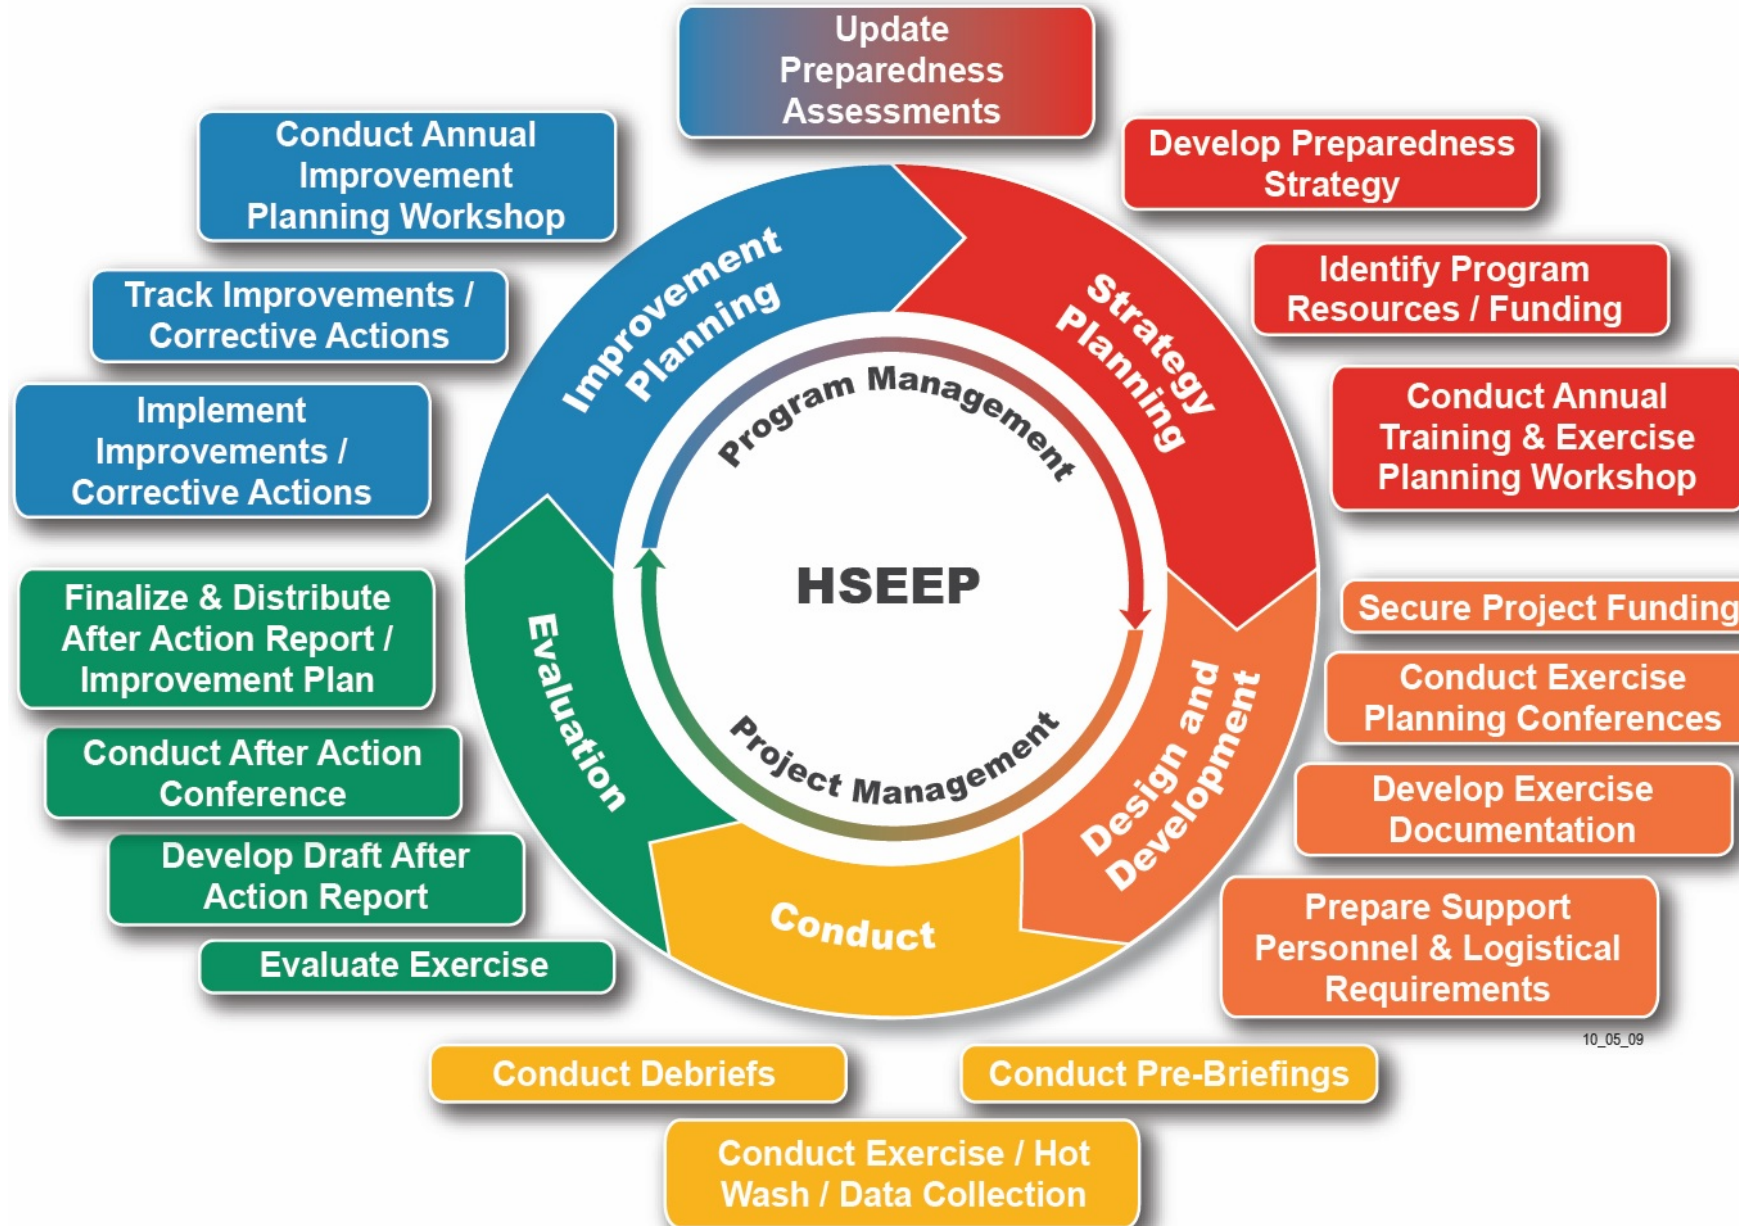 Update
Preparedness
Assessments
Develop Preparedness
Strategy
Identify Program
Resources / Funding
Conduct Annual
Training & Exercise
Planning Workshop
Secure Project Funding
Conduct Exercise
Planning Conferences
Develop Exercise
Documentation
Prepare Support
Personnel & Logistical
Requirements
10_05_09
Conduct Pre-Briefings
Conduct Exercise / Hot
Wash / Data Collection
Conduct Debriefs
Evaluate Exercise
Develop Draft After
Action Report
Conduct After Action
Conference
Finalize & Distribute
After Action Report /
Improvement Plan
Implement
Improvements /
Corrective Actions
Track Improvements /
Corrective Actions
Conduct Annual
Improvement
Planning Workshop
Improvement
Planning
Strategy
Planning
Design and
Development
Conduct
Evaluation
Program Management
HSEEP
Project Management